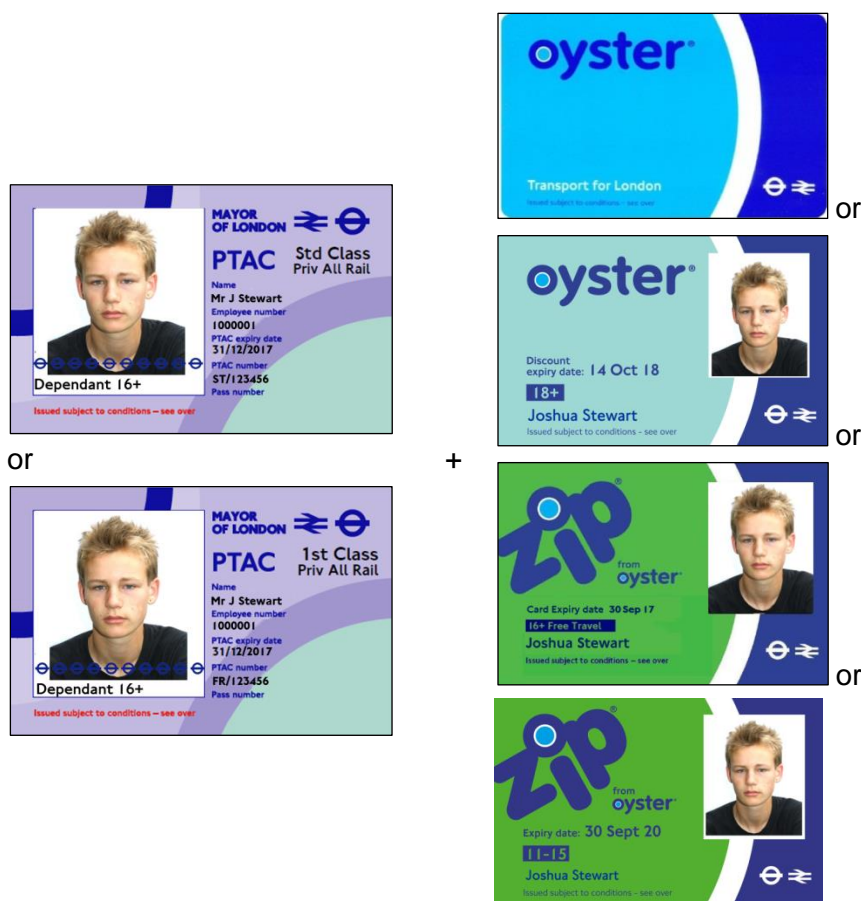 MAYOR
OF LONDON
PTAC
Std Class
Priv All Rail
Name
Mr J Stewart
Employee number
1000001
PTAC expiry date
31/12/2017
PTAC number
ST/123456
Pass number
Dependant 16+
Issued subject to conditions – see over
or
MAYOR
OF LONDON
PTAC
1st Class
Priv All Rail
Name
Mr J Stewart
Employee number
1000001
PTAC expiry date
31/12/2017
PTAC number
FR/123456
Pass number
Dependant 16+
Issued subject to conditions – see over
+
oyster®
Transport for London
Issued subject to conditions – see over
or
oyster®
Discount
expiry date: 14 Oct 18
18+
Joshua Stewart
Issued subject to conditions - see over
or
zip®
from
oyster®
Card Expiry date 30 Sep 17
16+ Free Travel
Joshua Stewart
Issued subject to conditions – see over
or
zip®
from
oyster®
Expiry date: 30 Sept 20
11-15
Joshua Stewart
Issued subject to conditions – see over